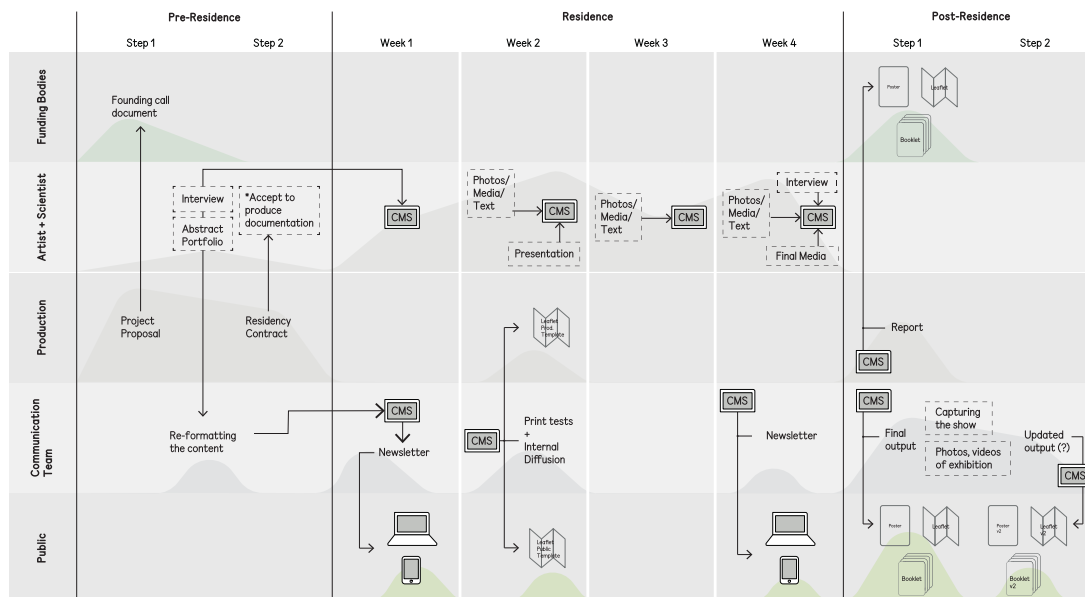 Pre-Residence
Residence
Post-Residence
Step 1
Step 2
Week 1
Week 2
Week 3
Week 4
Step 1
Step 2
Funding Bodies
Founding call
document
Poster
Leaflet
Booklet
Artist + Scientist
Interview
Abstract
Portfolio
*Accept to
produce
documentation
CMS
Photos/
Media/
Text
CMS
Presentation
Photos/
Media/
Text
CMS
Photos/
Media/
Text
Interview
CMS
Final Media
Production
Project
Proposal
Residency
Contract
Leaflet
Prod.
Template
Report
CMS
Communication
Team
Re-formatting
the content
CMS
Newsletter
CMS
Print tests
+
Internal
Diffusion
CMS
Newsletter
CMS
Final
output
Capturing
the show
Photos, videos
of exhibition
Updated
output (?)
CMS
Public
Leaflet
Public
Template
Poster
Leaflet
Booklet
Poster
v2
Leaflet
v2
Booklet
v2